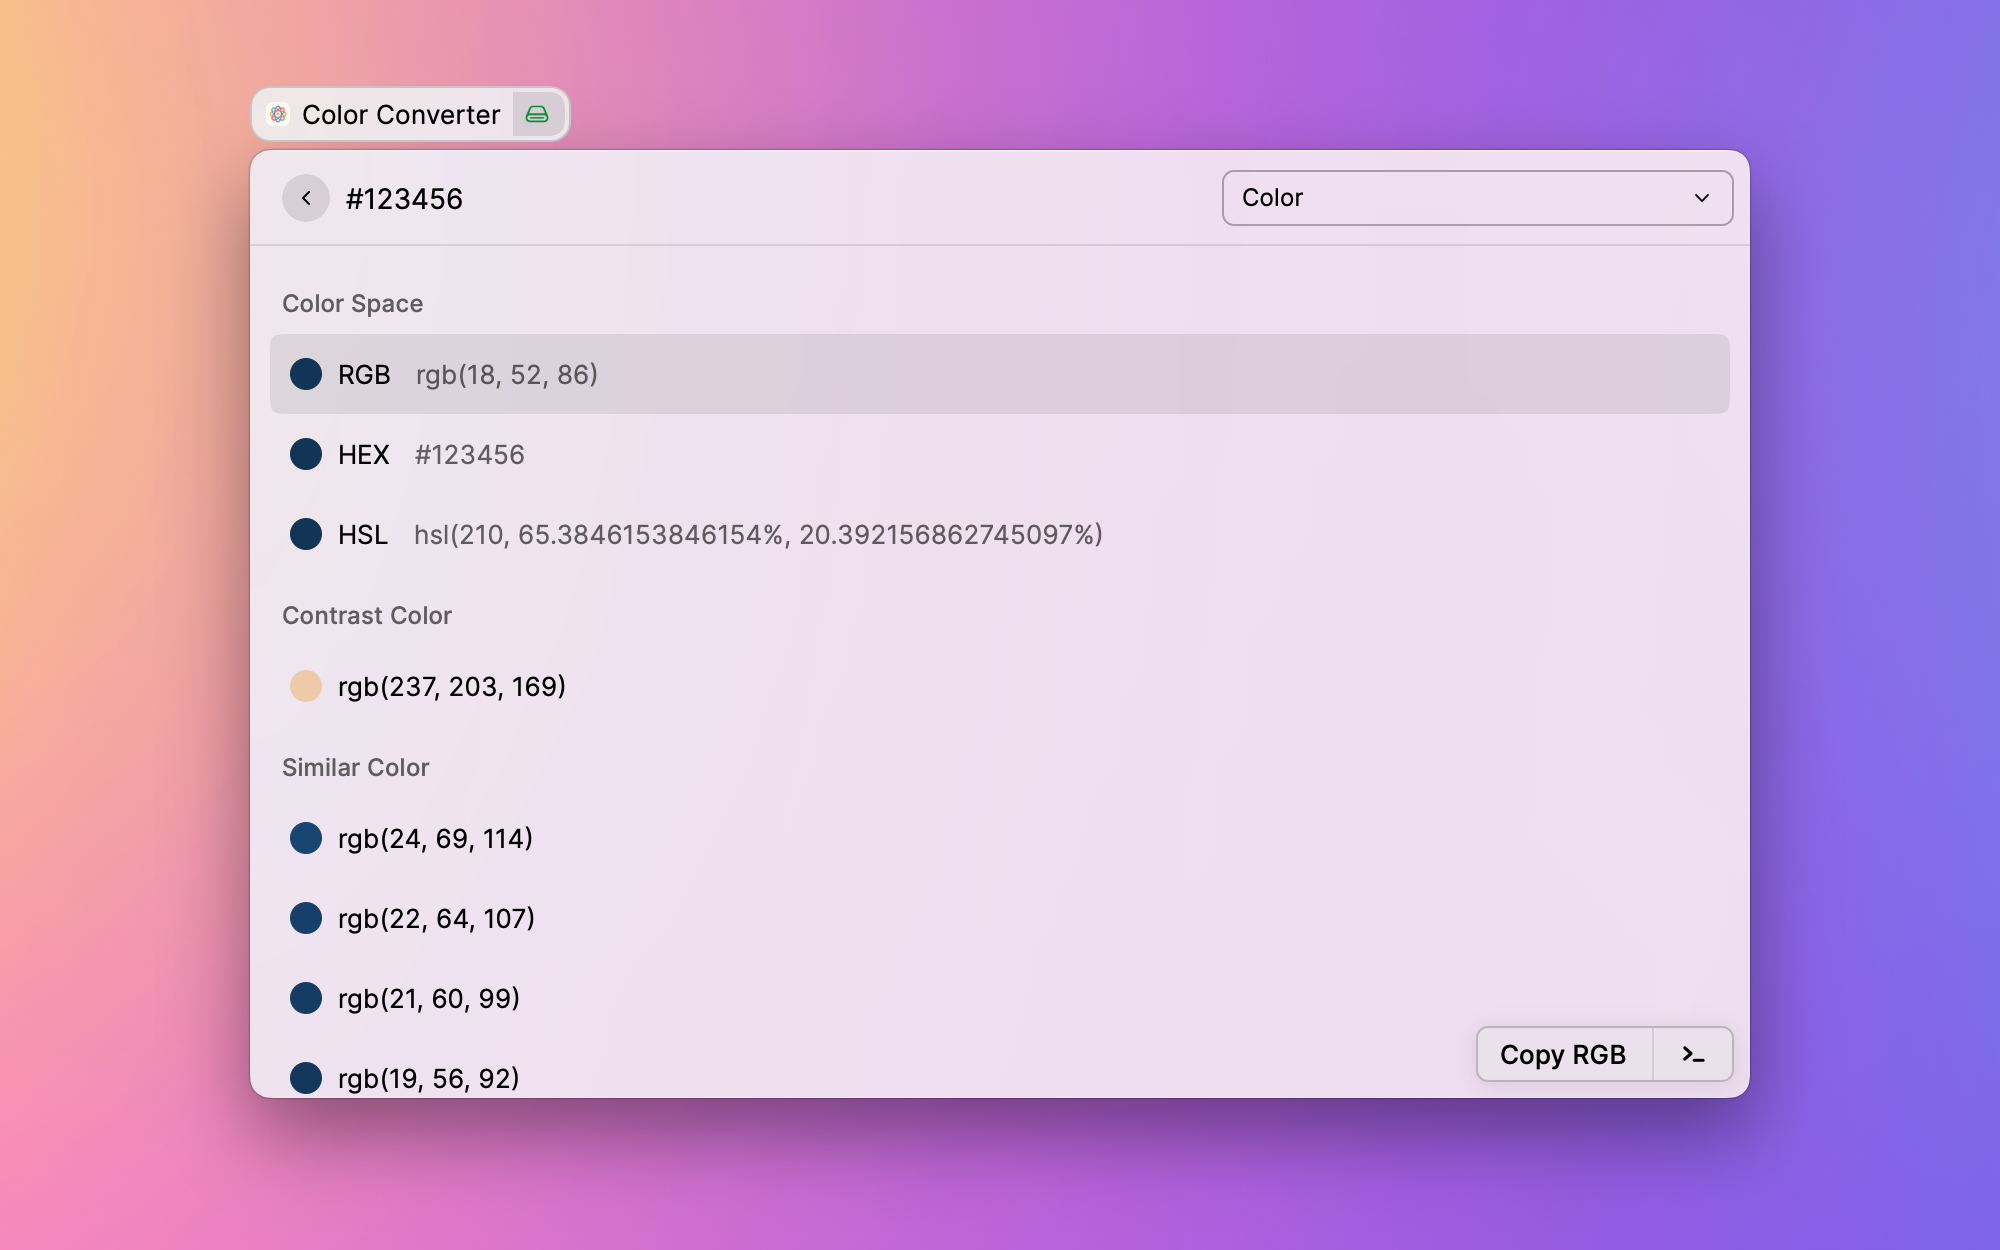 Color Converter
#123456
Color
Color Space
RGB rgb(18, 52, 86)
HEX #123456
HSL hsl(210, 65.3846153846154%, 20.392156862745097%)
Contrast Color
rgb(237, 203, 169)
Similar Color
rgb(24, 69, 114)
rgb(22, 64, 107)
rgb(21, 60, 99)
rgb(19, 56, 92)
Copy RGB